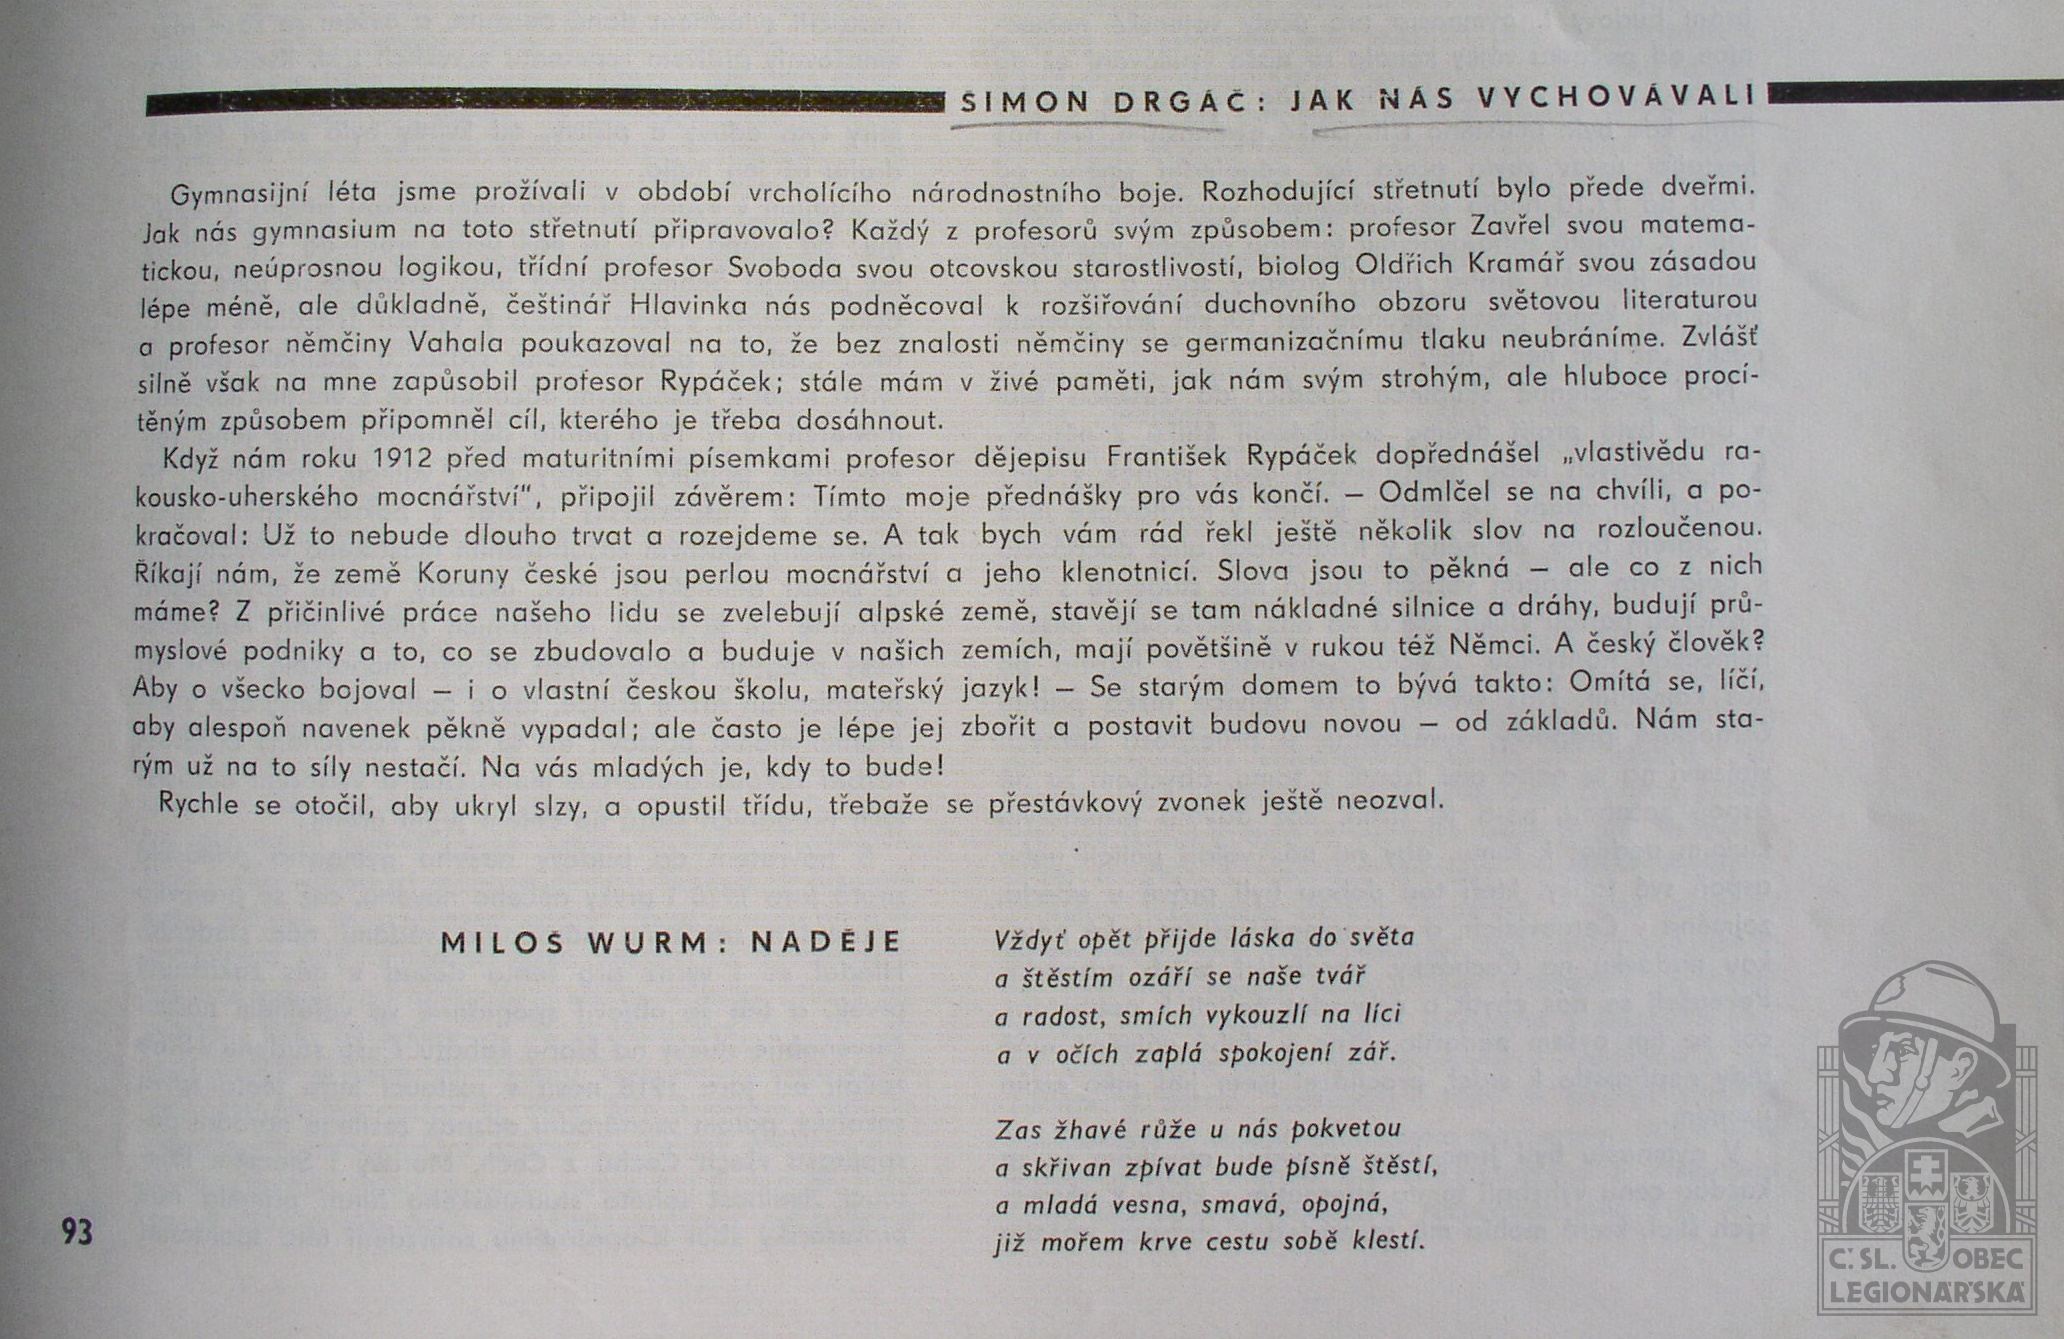 ŠIMON DRGÁČ: JAK NÁS VYCHOVÁVALI
Gymnasijní léta jsme prožívali v období vrcholícího národnostního boje. Rozhodující střetnutí bylo přede dveřmi.
Jak nás gymnasium na toto střetnutí připravovalo? Každý z profesorů svým způsobem: profesor Zavřel svou matema-
tickou, neúprosnou logikou, třídní profesor Svoboda svou otcovskou starostlivostí, biolog Oldřich Kramář svou zásadou
lépe méně, ale důkladně, češtinář Hlavinka nás podněcoval k rozšiřování duchovního obzoru světovou literaturou
a profesor němčiny Vahala poukazoval na to, že bez znalosti němčiny se germanizačnímu tlaku neubráníme. Zvlášť
silně však na mne zapůsobil profesor Rypáček; stále mám v živé paměti, jak nám svým strohým, ale hluboce procí-
těným způsobem připomněl cíl, kterého je třeba dosáhnout.
Když nám roku 1912 před maturitními písemkami profesor dějepisu František Rypáček dopřednášel „vlastivědu ra-
kousko-uherského mocnářství", připojil závěrem: Tímto moje přednášky pro vás končí. – Odmlčel se na chvíli, a po-
kračoval: Už to nebude dlouho trvat a rozejdeme se. A tak bych vám rád řekl ještě několik slov na rozloučenou.
Říkají nám, že země Koruny české jsou perlou mocnářství a jeho klenotnicí. Slova jsou to pěkná – ale co z nich
máme? Z přičinlivé práce našeho lidu se zvelebují alpské země, stavějí se tam nákladné silnice a dráhy, budují prů-
myslové podniky a to, co se zbudovalo a buduje v našich zemích, mají povětšině v rukou též Němci. A český člověk?
Aby o všecko bojoval – i o vlastní českou školu, mateřský jazyk! – Se starým domem to bývá takto: Omítá se, líčí,
aby alespoň navenek pěkně vypadal; ale často je lépe jej zbořit a postavit budovu novou – od základů. Nám sta-
rým už na to síly nestačí. Na vás mladých je, kdy to bude!
Rychle se otočil, aby ukryl slzy, a opustil třídu, třebaže se přestávkový zvonek ještě neozval.
MILOŠ WURM: NADĚJE
Vždyť opět přijde láska do světa
a štěstím ozáří se naše tvář
a radost, smích vykouzlí na líci
a v očích zaplá spokojení zář.
Zas žhavé růže u nás pokvetou
a skřivan zpívat bude písně štěstí,
a mladá vesna, smavá, opojná,
již mořem krve cestu sobě klestí.
93
Č.SL. OBEC
LEGIONÁŘSKÁ